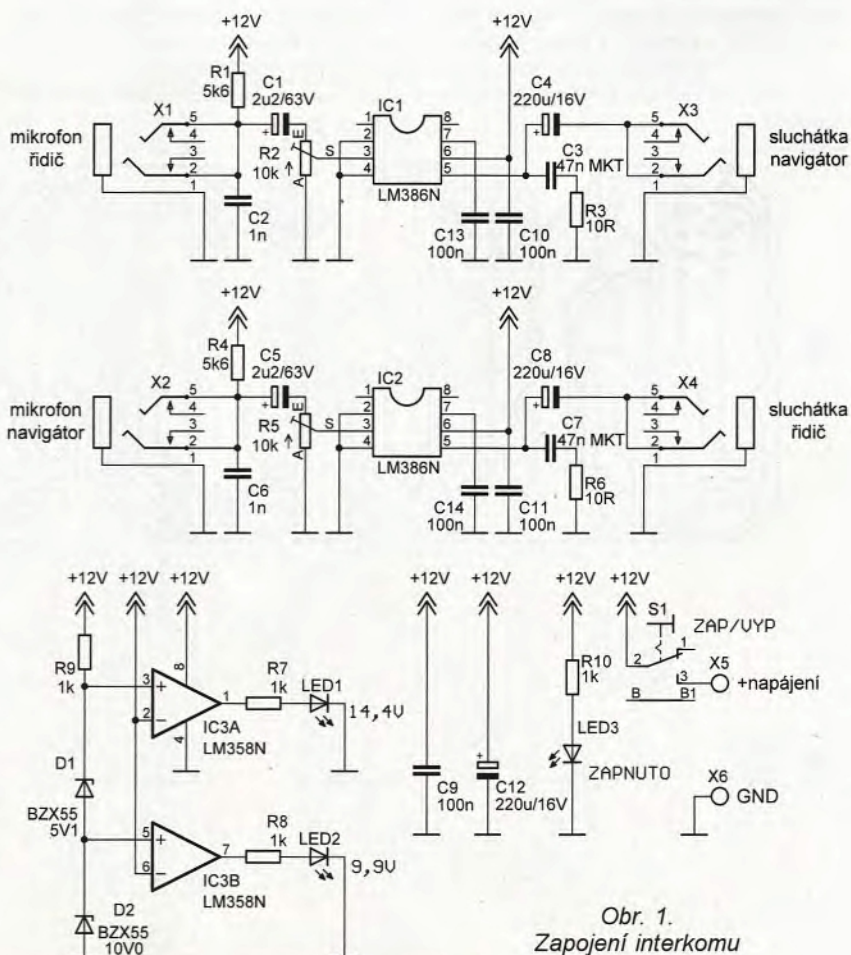 +12V
+12V
R1
5k6
C1
2u2/63V
C4
220u/16V
X1
IC1
X3
mikrofon
řidič
5
4
3
2
1
+
E
R2
10k
A
S
1
2
3
4
8
7
6
5
LM386N
+
C3
47n MKT
5
4
3
2
1
sluchátka
navigátor
C2
1n
R3
10R
C13
100n
C10
100n
+12V
+12V
R4
5k6
C5
2u2/63V
C8
220u/16V
X2
IC2
X4
mikrofon
navigátor
5
4
3
2
1
+
E
R5
10k
A
S
1
2
3
4
8
7
6
5
LM386N
+
C7
47n MKT
5
4
3
2
1
sluchátka
řidič
C6
1n
R6
10R
C14
100n
C11
100n
+12V +12V +12V
+12V
+12V
+12V
+12V
S1
ZAP/UYP
R9
1k
8
3
+
2
−
1
4
IC3A
LM358N
R7
1k
LED1
14,4U
R10
1k
2
1
3
X5
+napájení
B
B1
LED3
ZAPNUTO
D1
BZX55
5V1
C9
100n
+
C12
220u/16V
X6
GND
5
+
6
−
7
IC3B
LM358N
R8
1k
LED2
9,9U
D2
BZX55
10V0
Obr. 1.
Zapojení interkomu